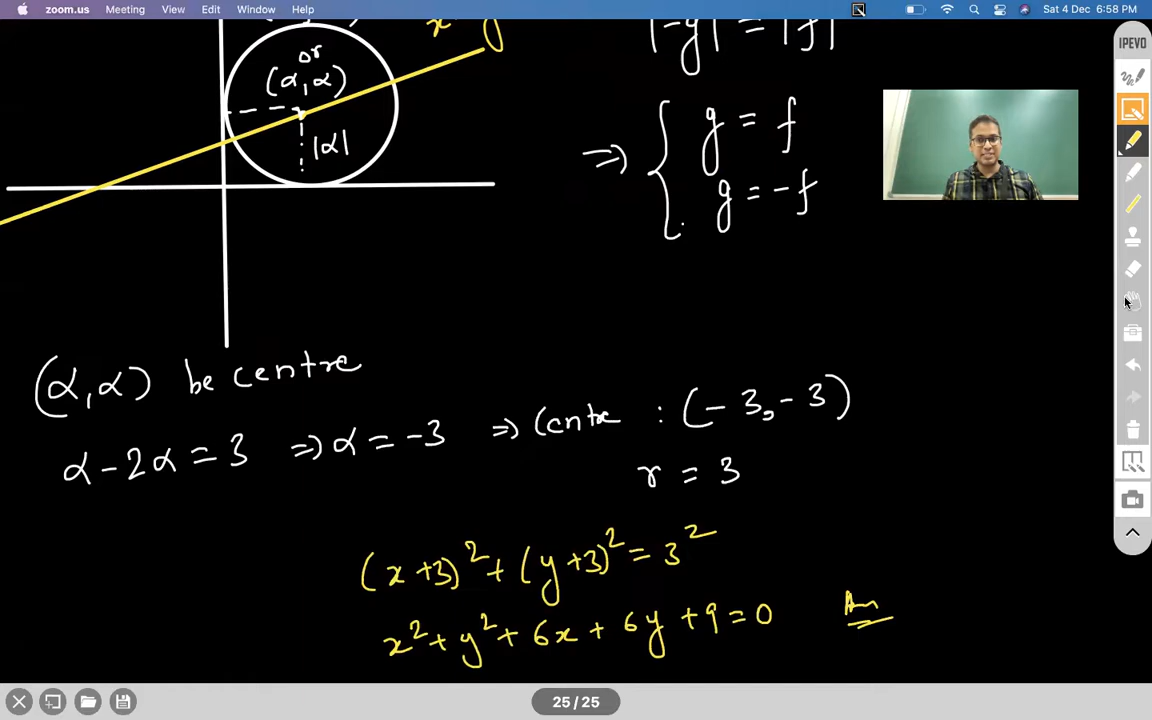 zoom.us Meeting View Edit Window Help Sat 4 Dec 6:58 PM
IPEVO
or
(α, α)
|α|
|-g| = |f|
⇒ { g = f
g = -f
(α, α) be centre
α - 2α = 3 ⇒ α = -3 ⇒ Centre : (-3, -3)
r = 3
(x + 3)² + (y + 3)² = 3²
x² + y² + 6x + 6y + 9 = 0 Ans
25 / 25